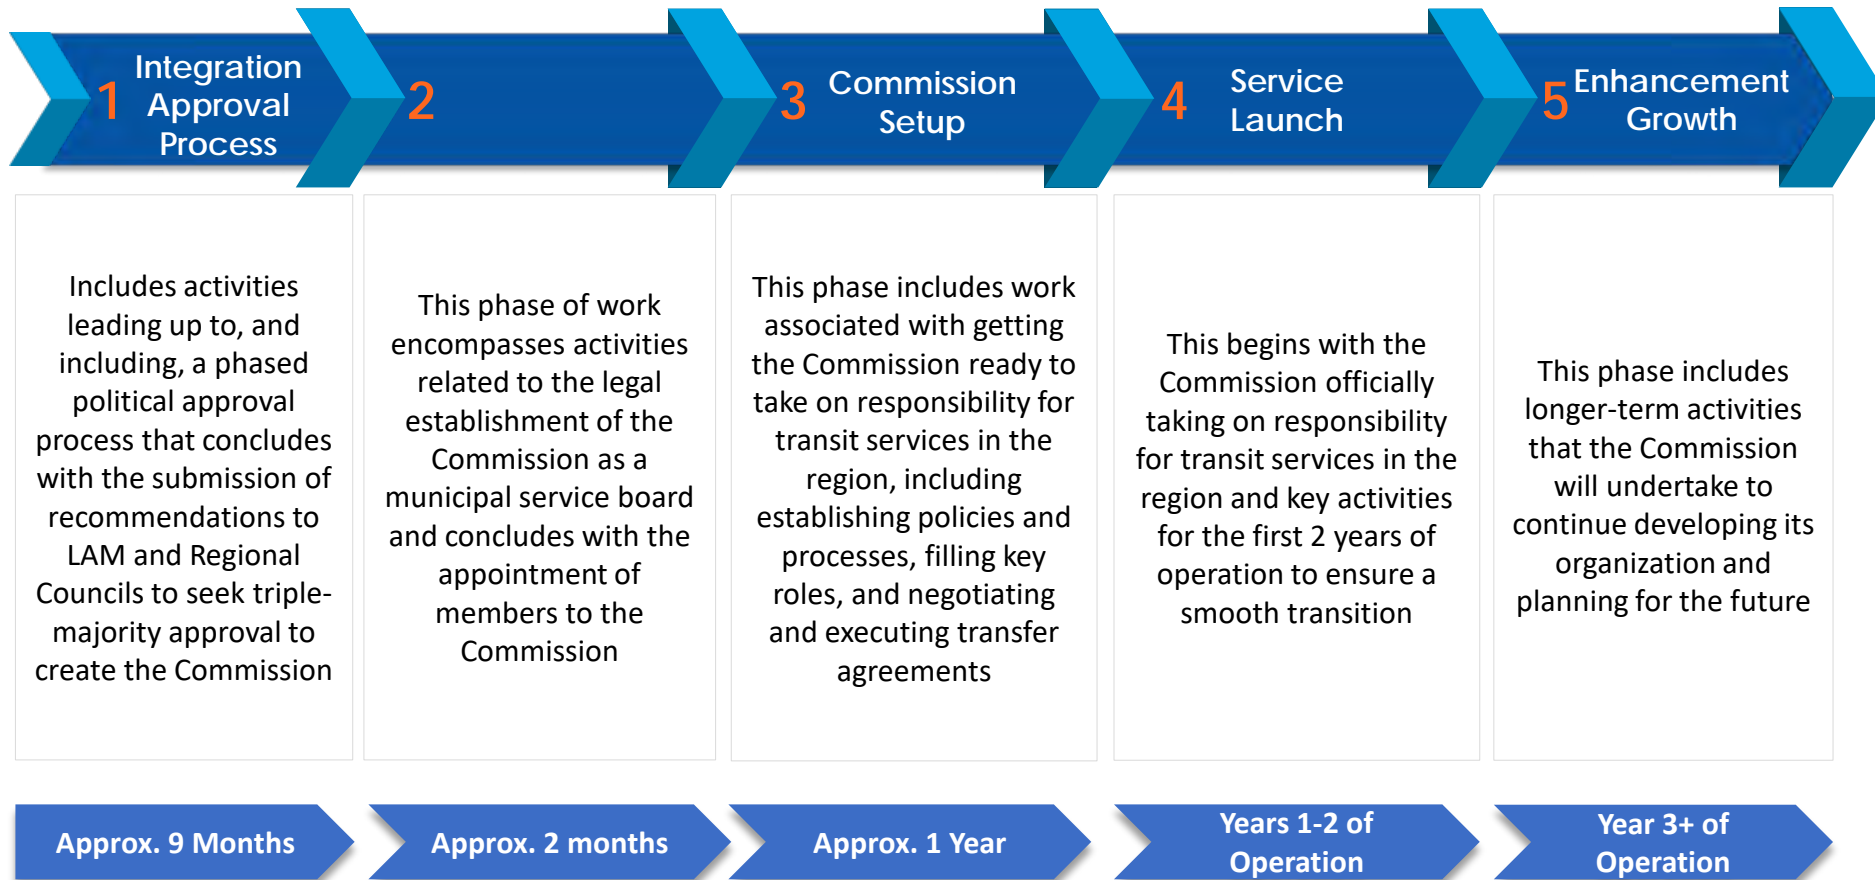 1
Integration
Approval
Process
2
3
Commission
Setup
4
Service
Launch
5
Enhancement
Growth
Includes activities
leading up to, and
including, a phased
political approval
process that concludes
with the submission of
recommendations to
LAM and Regional
Councils to seek triple-
majority approval to
create the Commission
This phase of work
encompasses activities
related to the legal
establishment of the
Commission as a
municipal service board
and concludes with the
appointment of
members to the
Commission
This phase includes work
associated with getting
the Commission ready to
take on responsibility for
transit services in the
region, including
establishing policies and
processes, filling key
roles, and negotiating
and executing transfer
agreements
This begins with the
Commission officially
taking on responsibility
for transit services in the
region and key activities
for the first 2 years of
operation to ensure a
smooth transition
This phase includes
longer-term activities
that the Commission
will undertake to
continue developing its
organization and
planning for the future
Approx. 9 Months
Approx. 2 months
Approx. 1 Year
Years 1-2 of
Operation
Year 3+ of
Operation